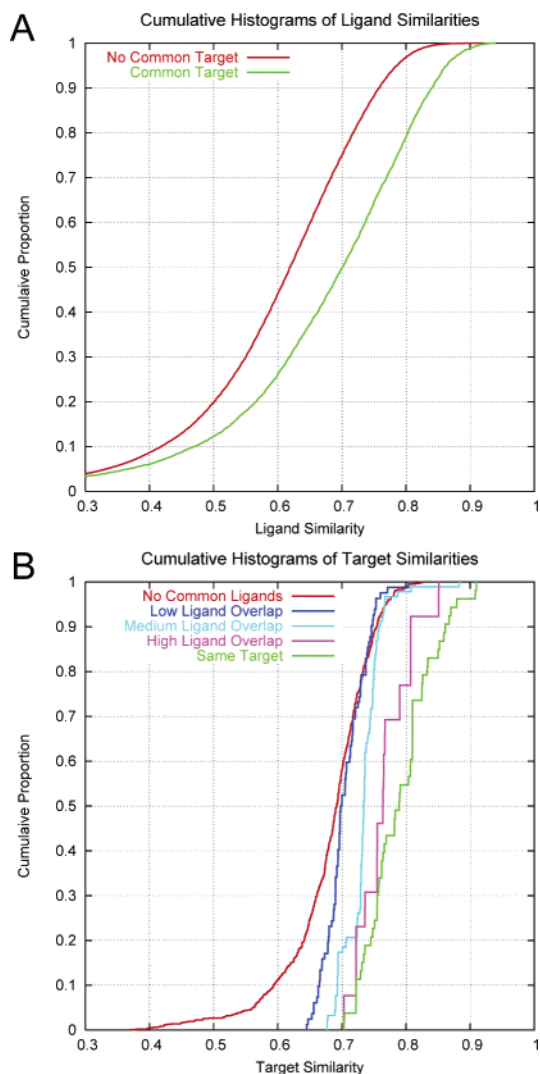 A
Cumulative Histograms of Ligand Similarities
No Common Target
Common Target
1
0.9
0.8
0.7
0.6
0.5
0.4
0.3
0.2
0.1
0
Cumulaive Proportion
0.3 0.4 0.5 0.6 0.7 0.8 0.9 1
Ligand Similarity
B
Cumulative Histograms of Target Similarities
No Common Ligands
Low Ligand Overlap
Medium Ligand Overlap
High Ligand Overlap
Same Target
1
0.9
0.8
0.7
0.6
0.5
0.4
0.3
0.2
0.1
0
Cumulaive Proportion
0.3 0.4 0.5 0.6 0.7 0.8 0.9 1
Target Similarity